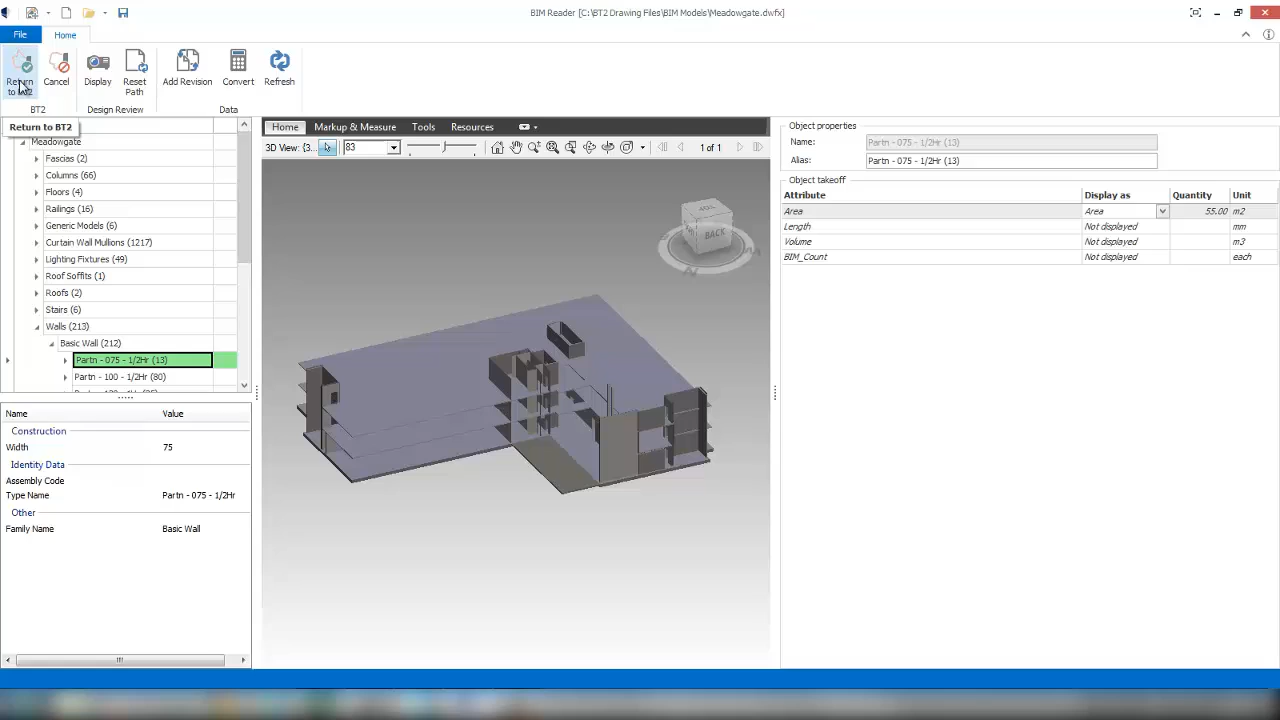 BIM Reader [C:\BT2 Drawing Files\BIM Models\Meadowgate.dwfx]
File
Home
Return to BT2
Cancel
Display
Reset Path
Add Revision
Convert
Refresh
BT2
Design Review
Data
Return to BT2
Meadowgate
Fascias (2)
Columns (66)
Floors (4)
Railings (16)
Generic Models (6)
Curtain Wall Mullions (1217)
Lighting Fixtures (49)
Roof Soffits (1)
Roofs (2)
Stairs (6)
Walls (213)
Basic Wall (212)
Partn - 075 - 1/2Hr (13)
Partn - 100 - 1/2Hr (80)
Name Value
Construction
Width 75
Identity Data
Assembly Code
Type Name Partn - 075 - 1/2Hr
Other
Family Name Basic Wall
Home Markup & Measure Tools Resources
3D View: {3... 83 1 of 1
BACK
Object properties
Name: Partn - 075 - 1/2Hr (13)
Alias: Partn - 075 - 1/2Hr (13)
Object takeoff
Attribute Display as Quantity Unit
Area Area 55.00 m2
Length Not displayed mm
Volume Not displayed m3
BIM_Count Not displayed each